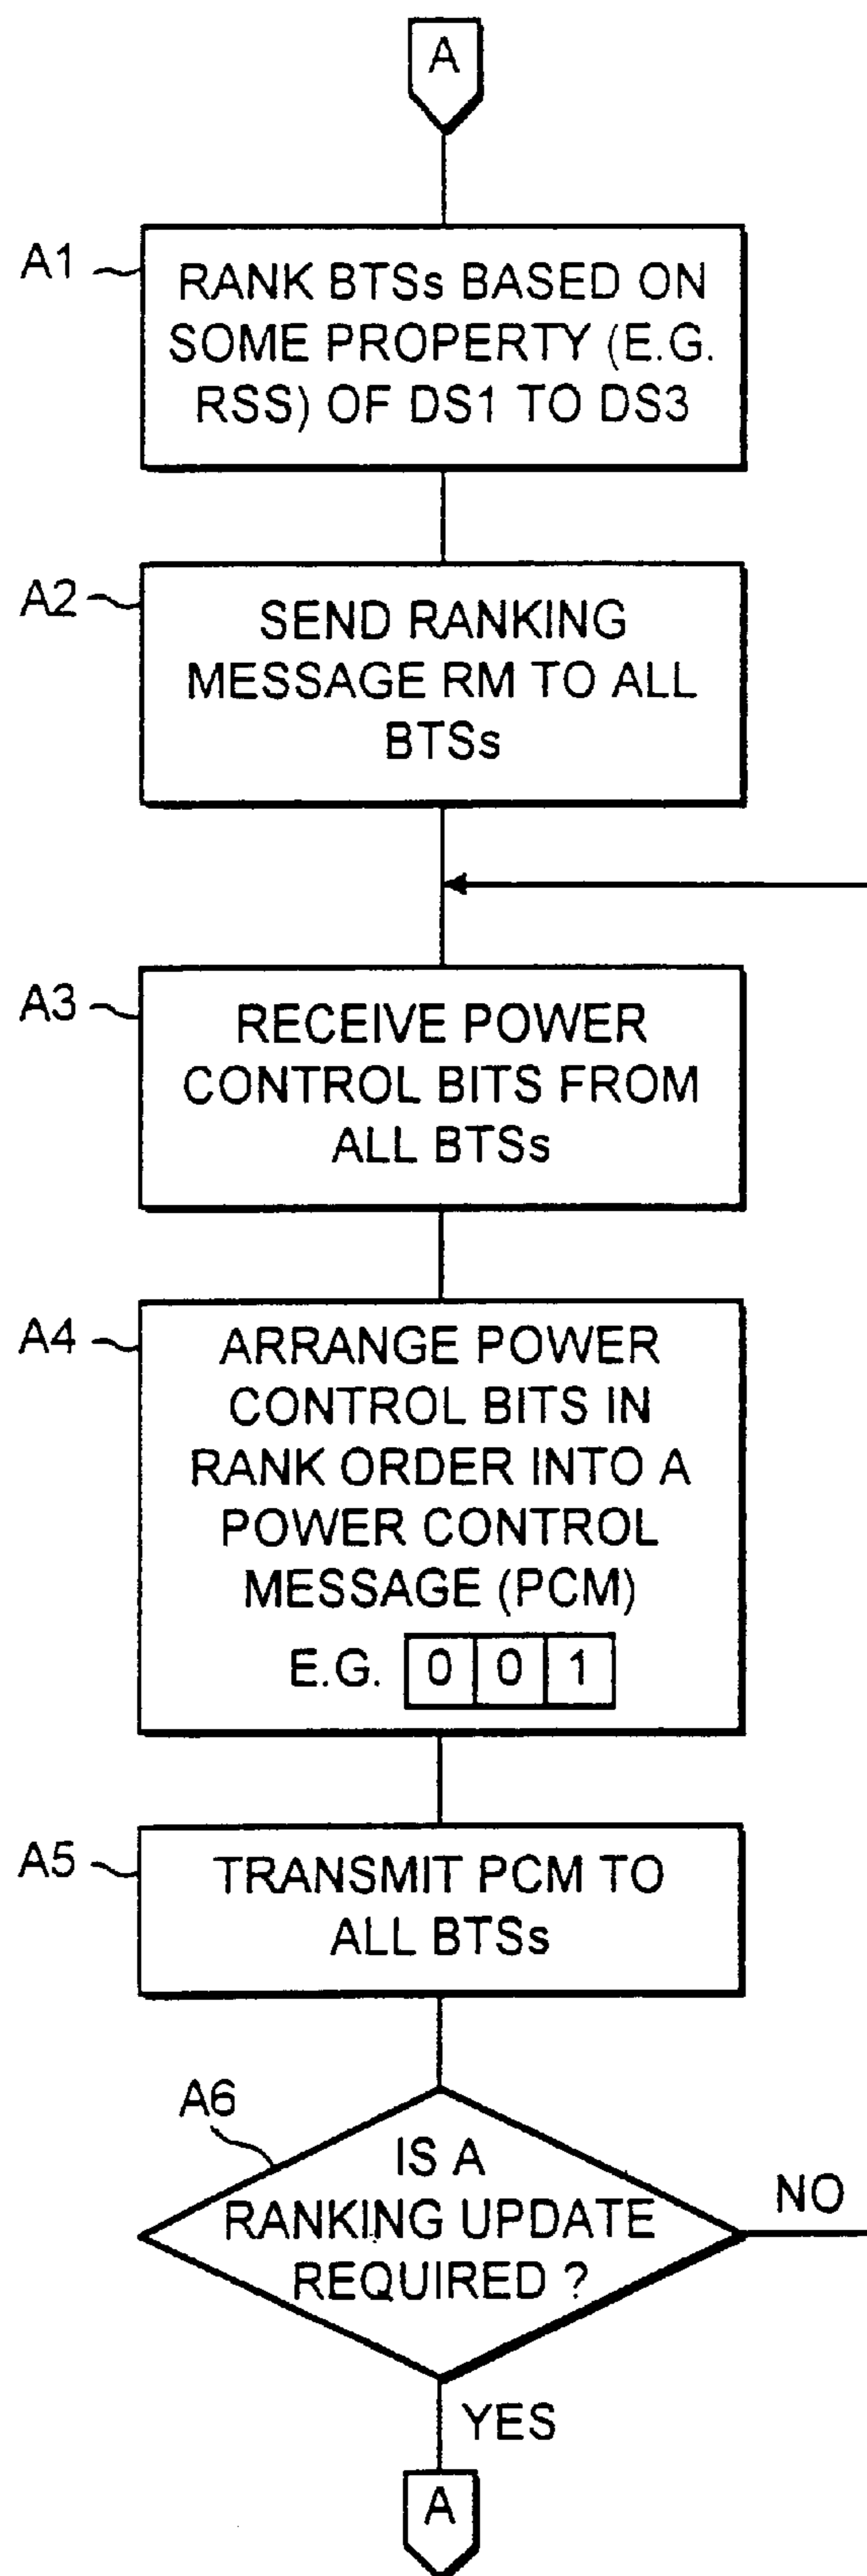 A
A1
RANK BTSs BASED ON
SOME PROPERTY (E.G.
RSS) OF DS1 TO DS3
A2
SEND RANKING
MESSAGE RM TO ALL
BTSs
A3
RECEIVE POWER
CONTROL BITS FROM
ALL BTSs
A4
ARRANGE POWER
CONTROL BITS IN
RANK ORDER INTO A
POWER CONTROL
MESSAGE (PCM)
E.G. 0 0 1
A5
TRANSMIT PCM TO
ALL BTSs
A6
IS A
RANKING UPDATE
REQUIRED ?
NO
YES
A